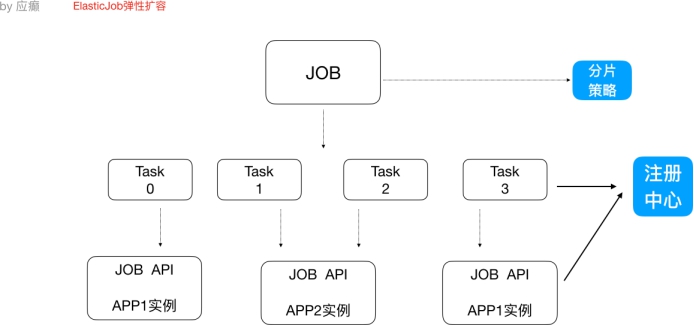 by 应癫 ElasticJob弹性扩容
JOB
分片
策略
Task
0
Task
1
Task
2
Task
3
注册
中心
JOB API
APP1实例
JOB API
APP2实例
JOB API
APP1实例